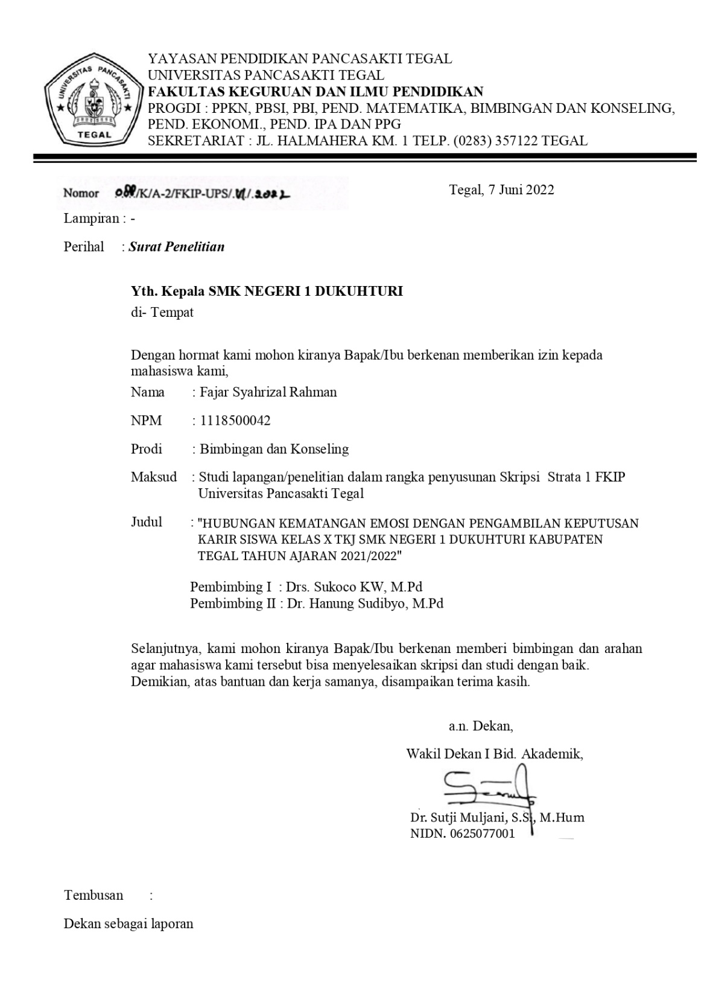 UNIVERSITAS PANCASAKTI
TEGAL
YAYASAN PENDIDIKAN PANCASAKTI TEGAL
UNIVERSITAS PANCASAKTI TEGAL
FAKULTAS KEGURUAN DAN ILMU PENDIDIKAN
PROGDI : PPKN, PBSI, PBI, PEND. MATEMATIKA, BIMBINGAN DAN KONSELING,
PEND. EKONOMI., PEND. IPA DAN PPG
SEKRETARIAT : JL. HALMAHERA KM. 1 TELP. (0283) 357122 TEGAL
Nomor /K/A-2/FKIP-UPS/.VI/.2022
Tegal, 7 Juni 2022
Lampiran : -
Perihal : Surat Penelitian
Yth. Kepala SMK NEGERI 1 DUKUHTURI
di- Tempat
Dengan hormat kami mohon kiranya Bapak/Ibu berkenan memberikan izin kepada
mahasiswa kami,
Nama : Fajar Syahrizal Rahman
NPM : 1118500042
Prodi : Bimbingan dan Konseling
Maksud : Studi lapangan/penelitian dalam rangka penyusunan Skripsi Strata 1 FKIP
Universitas Pancasakti Tegal
Judul : "HUBUNGAN KEMATANGAN EMOSI DENGAN PENGAMBILAN KEPUTUSAN
KARIR SISWA KELAS X TKJ SMK NEGERI 1 DUKUHTURI KABUPATEN
TEGAL TAHUN AJARAN 2021/2022"
Pembimbing I : Drs. Sukoco KW, M.Pd
Pembimbing II : Dr. Hanung Sudibyo, M.Pd
Selanjutnya, kami mohon kiranya Bapak/Ibu berkenan memberi bimbingan dan arahan
agar mahasiswa kami tersebut bisa menyelesaikan skripsi dan studi dengan baik.
Demikian, atas bantuan dan kerja samanya, disampaikan terima kasih.
a.n. Dekan,
Wakil Dekan I Bid. Akademik,
Dr. Sutji Muljani, S.S., M.Hum
NIDN. 0625077001
Tembusan :
Dekan sebagai laporan